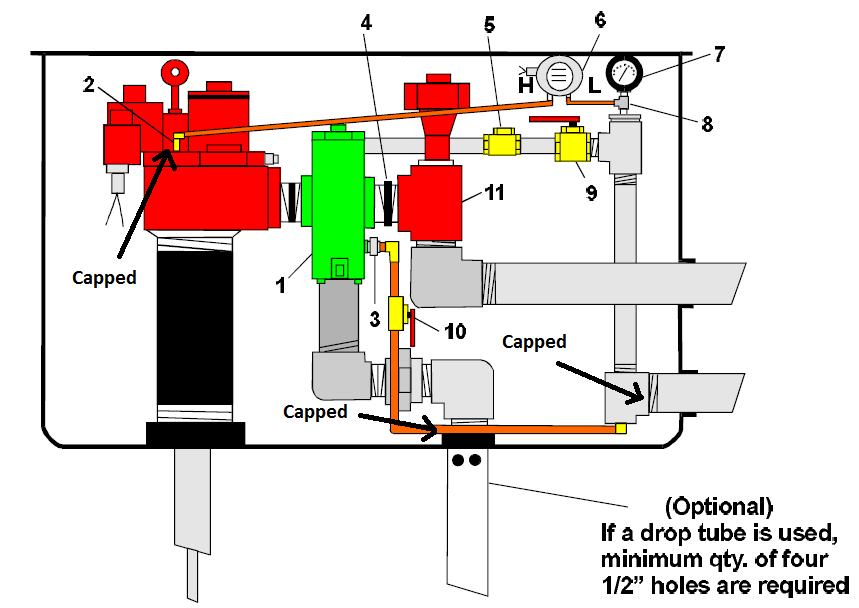 4
5
6
7
2
H
L
8
9
11
Capped
1
3
10
Capped
Capped
(Optional)
If a drop tube is used,
minimum qty. of four
1/2” holes are required